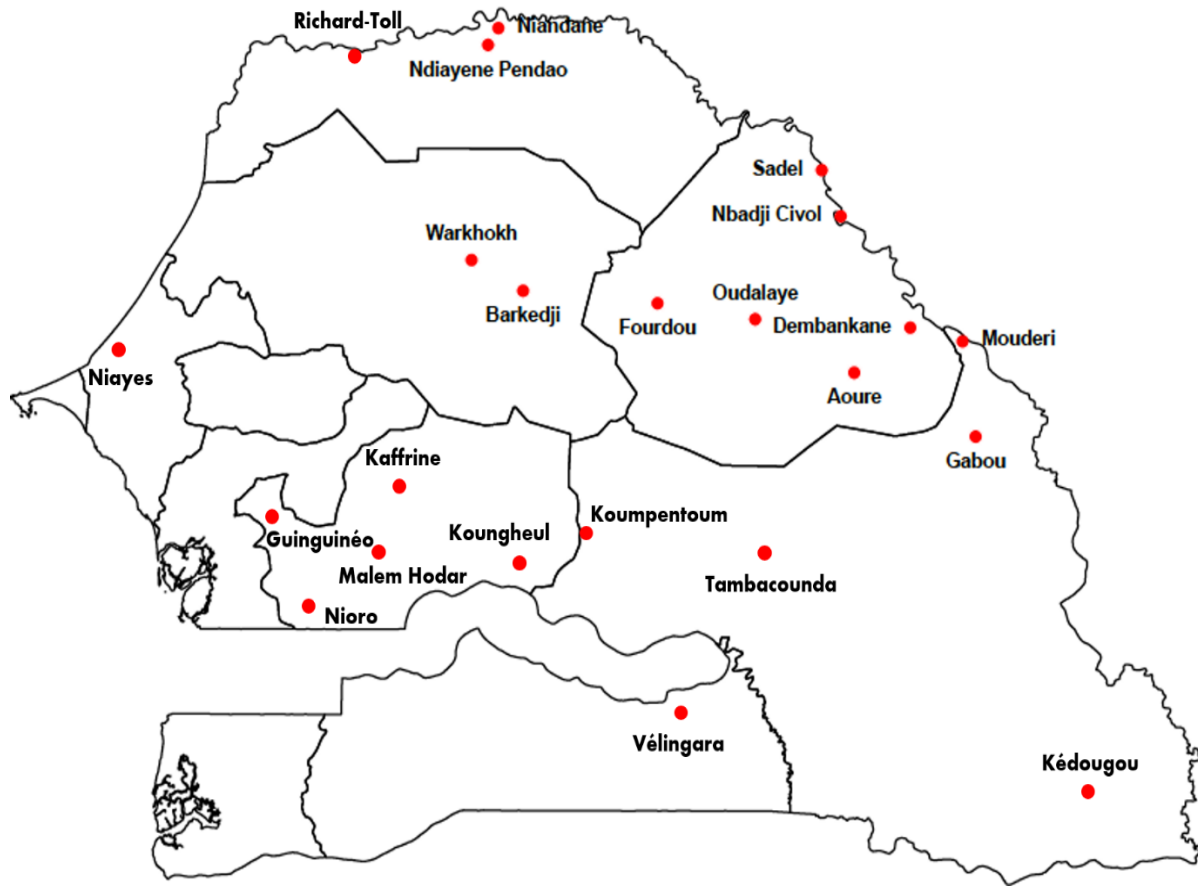 Richard-Toll
Niandane
Ndiayene Pendao
Sadel
Nbadji Civol
Warkhokh
Barkedji
Oudalaye
Fourdou
Dembankane
Mouderi
Niayes
Aoure
Gabou
Kaffrine
Koumpentoum
Koungheul
Guinguinéo
Malem Hodar
Tambacounda
Nioro
Vélingara
Kédougou